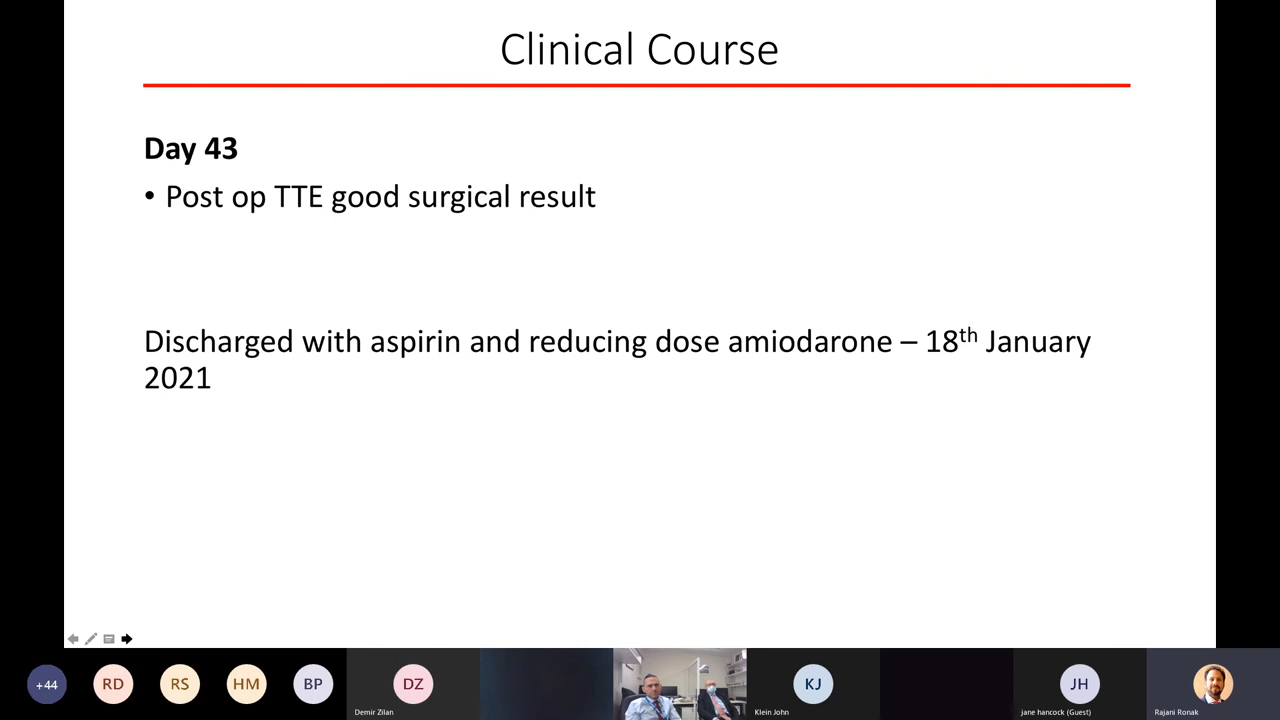 Clinical Course
Day 43
• Post op TTE good surgical result
Discharged with aspirin and reducing dose amiodarone – 18th January
2021
+44
RD
RS
HM
BP
DZ
Demir Zilan
KJ
Klein John
JH
jane hancock (Guest)
Rajani Ronak